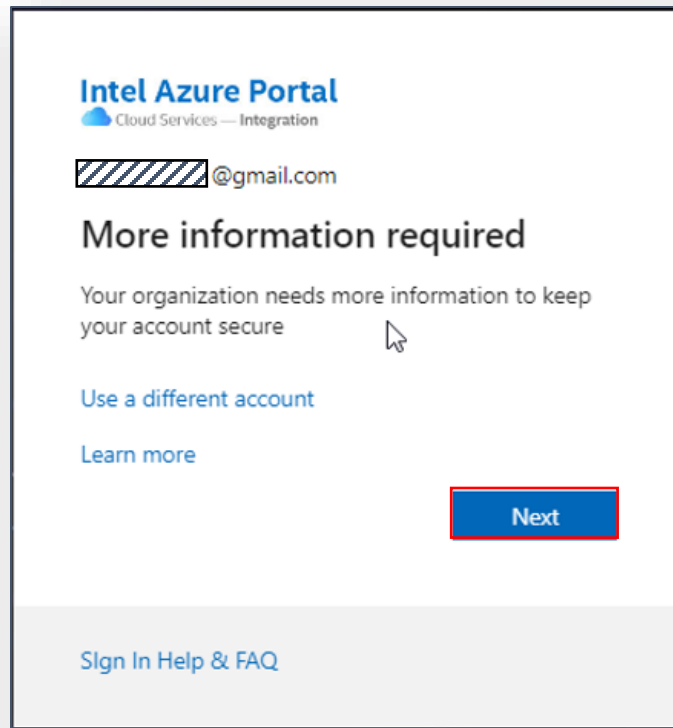 Intel Azure Portal
Cloud Services — Integration
@gmail.com
More information required
Your organization needs more information to keep
your account secure
Use a different account
Learn more
Next
SIgn In Help & FAQ